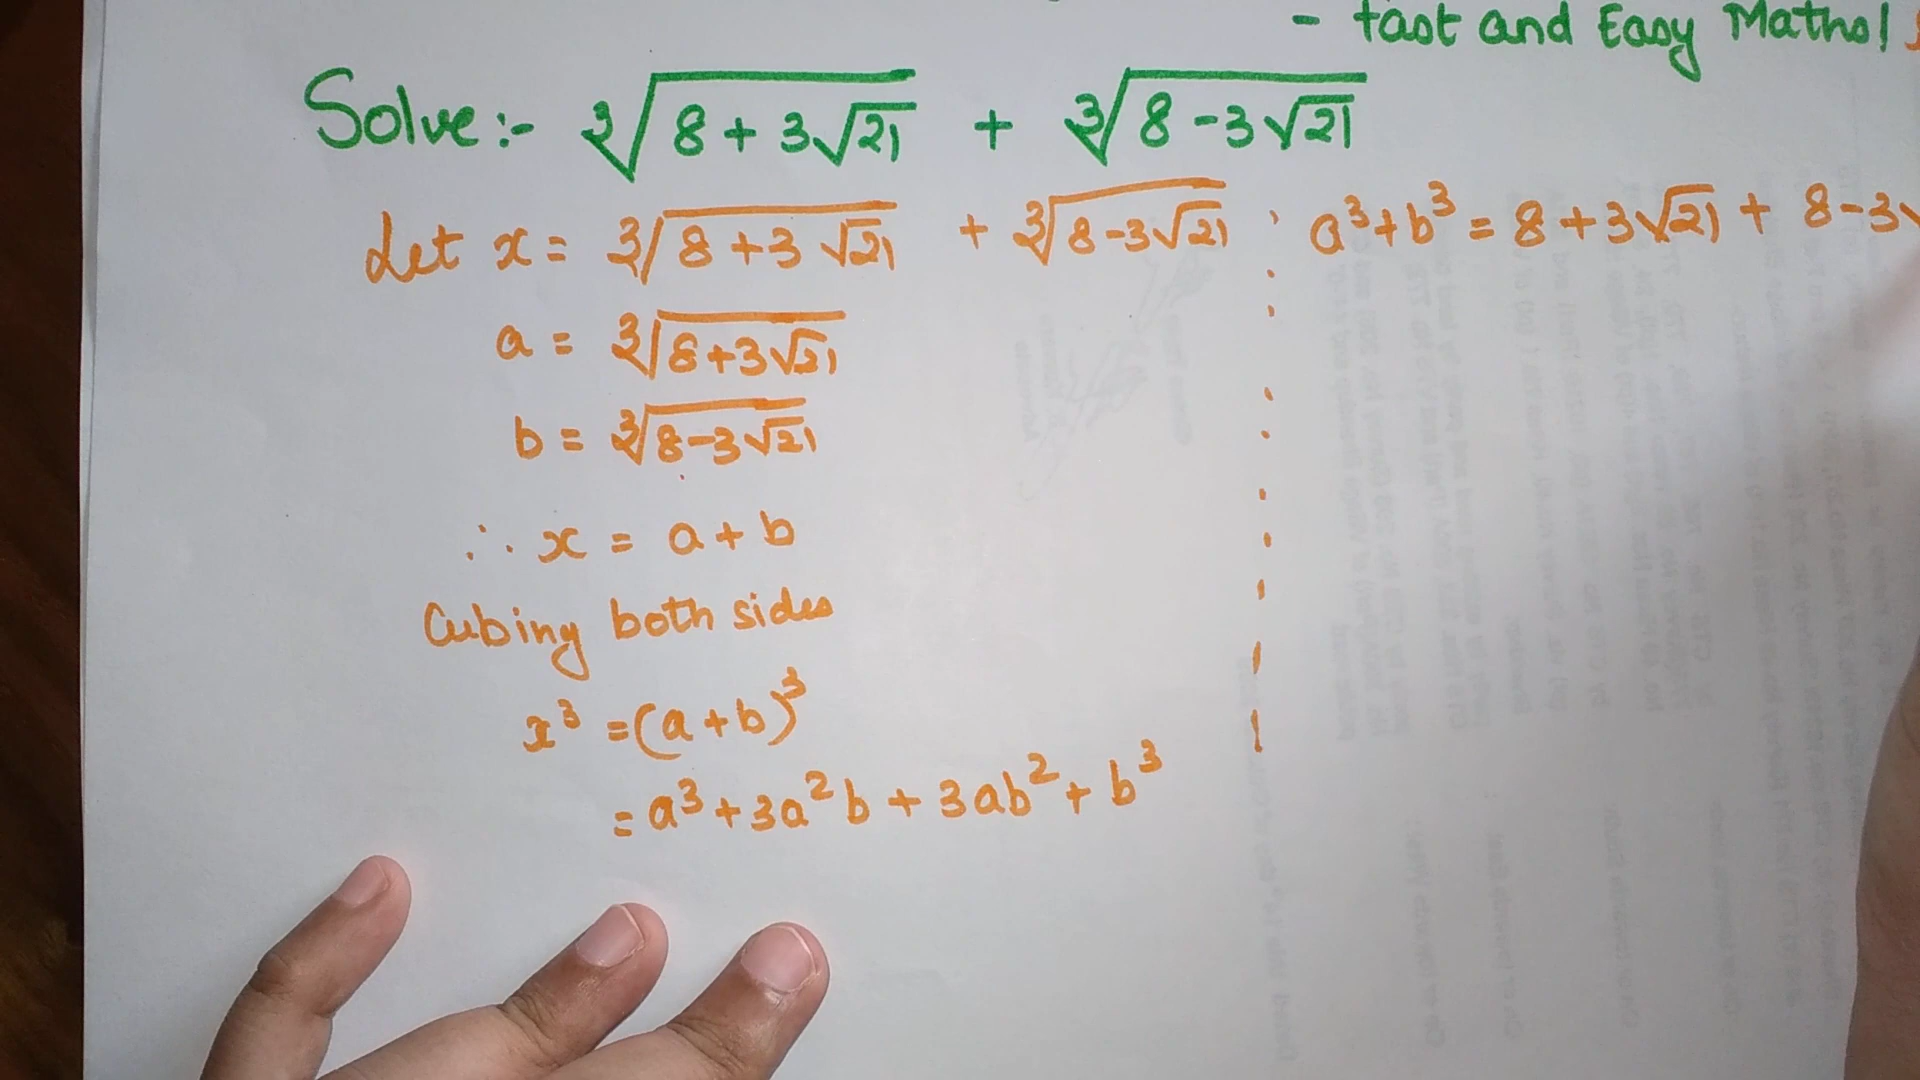 - Fast and Easy Maths!
Solve:- ∛(8+3√21) + ∛(8-3√21)
Let x = ∛(8+3√21) + ∛(8-3√21)
a = ∛(8+3√21)
b = ∛(8-3√21)
∴ x = a+b
Cubing both sides
x³ = (a+b)³
= a³+3a²b+3ab²+b³
a³+b³ = 8+3√21 + 8-3√